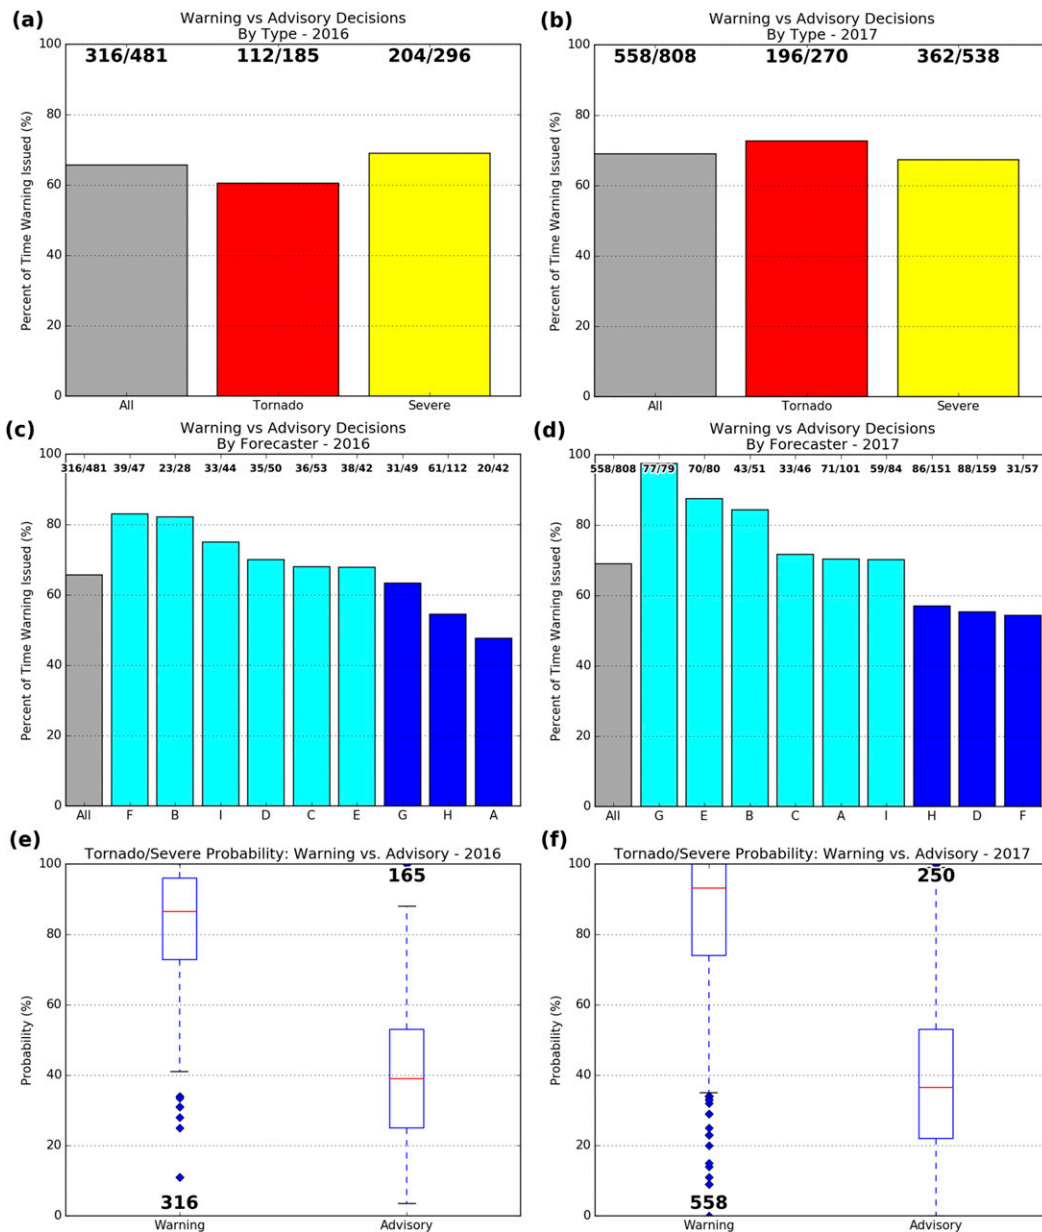 (a)
Warning vs Advisory Decisions
By Type - 2016
316/481 112/185 204/296
Percent of Time Warning Issued (%)
100
80
60
40
20
0
All Tornado Severe
(b)
Warning vs Advisory Decisions
By Type - 2017
558/808 196/270 362/538
Percent of Time Warning Issued (%)
100
80
60
40
20
0
All Tornado Severe
(c)
Warning vs Advisory Decisions
By Forecaster - 2016
316/481 39/47 23/28 33/44 35/50 36/53 38/42 31/49 61/112 20/42
Percent of Time Warning Issued (%)
100
80
60
40
20
0
All F B I D C E G H A
(d)
Warning vs Advisory Decisions
By Forecaster - 2017
558/808 77/79 70/80 43/51 33/46 71/101 59/84 86/151 88/159 31/57
Percent of Time Warning Issued (%)
100
80
60
40
20
0
All G E B C A I H D F
(e)
Tornado/Severe Probability: Warning vs. Advisory - 2016
165
Probability (%)
100
80
60
40
20
0
316
Warning Advisory
(f)
Tornado/Severe Probability: Warning vs. Advisory - 2017
250
Probability (%)
100
80
60
40
20
0
558
Warning Advisory